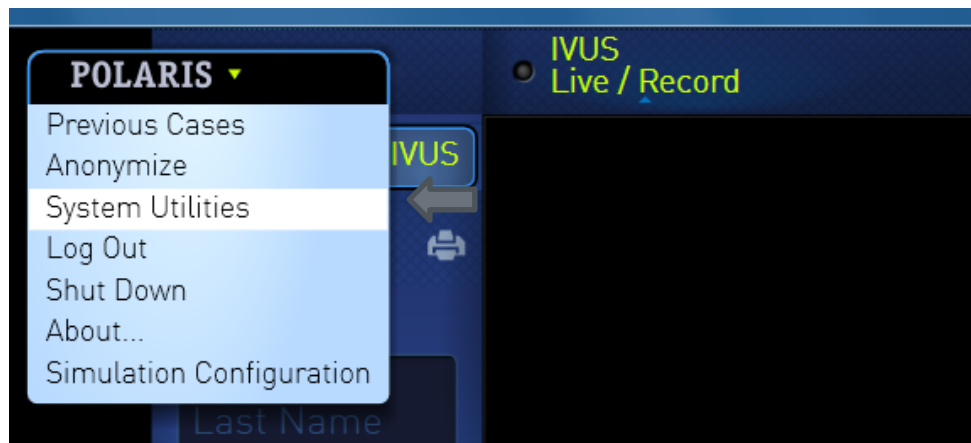 POLARIS
IVUS
Live / Record
Previous Cases
Anonymize
IVUS
System Utilities
Log Out
Shut Down
About...
Simulation Configuration
Last Name